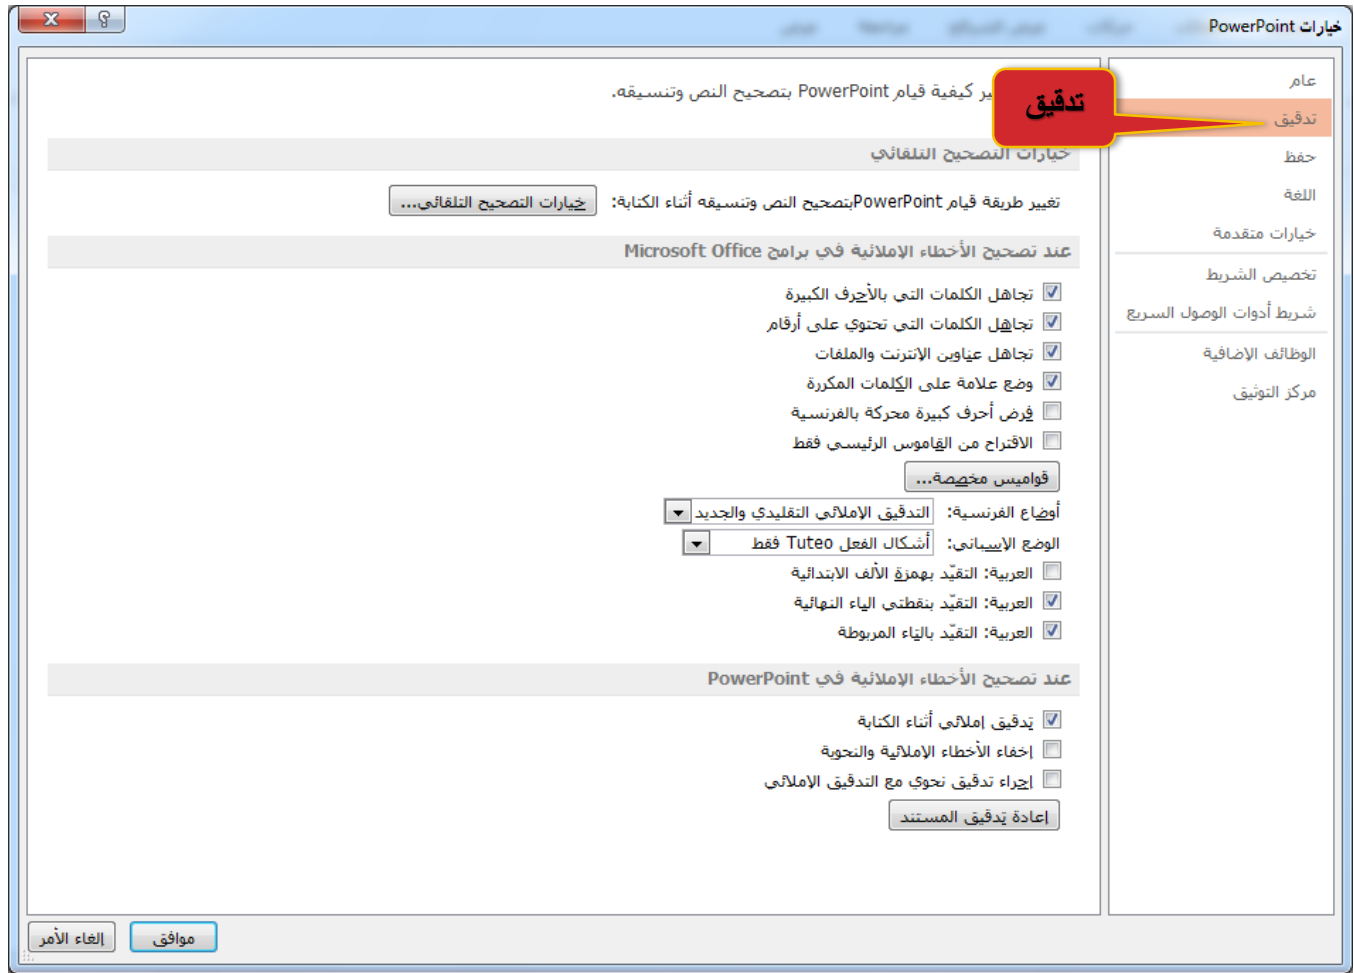 خيارات PowerPoint
عام
تدقيق
حفظ
اللغة
خيارات متقدمة
تخصيص الشريط
شريط أدوات الوصول السريع
الوظائف الإضافية
مركز التوثيق
تدقيق
كيفية قيام PowerPoint بتصحيح النص وتنسيقه.
خيارات التصحيح التلقائي
تغيير طريقة قيام PowerPointبتصحيح النص وتنسيقه أثناء الكتابة: خيارات التصحيح التلقائي...
عند تصحيح الأخطاء الإملائية في برامج Microsoft Office
تجاهل الكلمات التي بالأحرف الكبيرة
تجاهل الكلمات التي تحتوي على أرقام
تجاهل عناوين الإنترنت والملفات
وضع علامة على الكلمات المكررة
فرض أحرف كبيرة محركة بالفرنسية
الاقتراح من القاموس الرئيسي فقط
قواميس مخصصة...
أوضاع الفرنسية: التدقيق الإملائي التقليدي والجديد
الوضع الإسباني: أشكال الفعل Tuteo فقط
العربية: التقيّد بهمزة الألف الابتدائية
العربية: التقيّد بنقطتي الياء النهائية
العربية: التقيّد بالتاء المربوطة
عند تصحيح الأخطاء الإملائية في PowerPoint
تدقيق إملائي أثناء الكتابة
إخفاء الأخطاء الإملائية والنحوية
إجراء تدقيق نحوي مع التدقيق الإملائي
إعادة تدقيق المستند
موافق
إلغاء الأمر